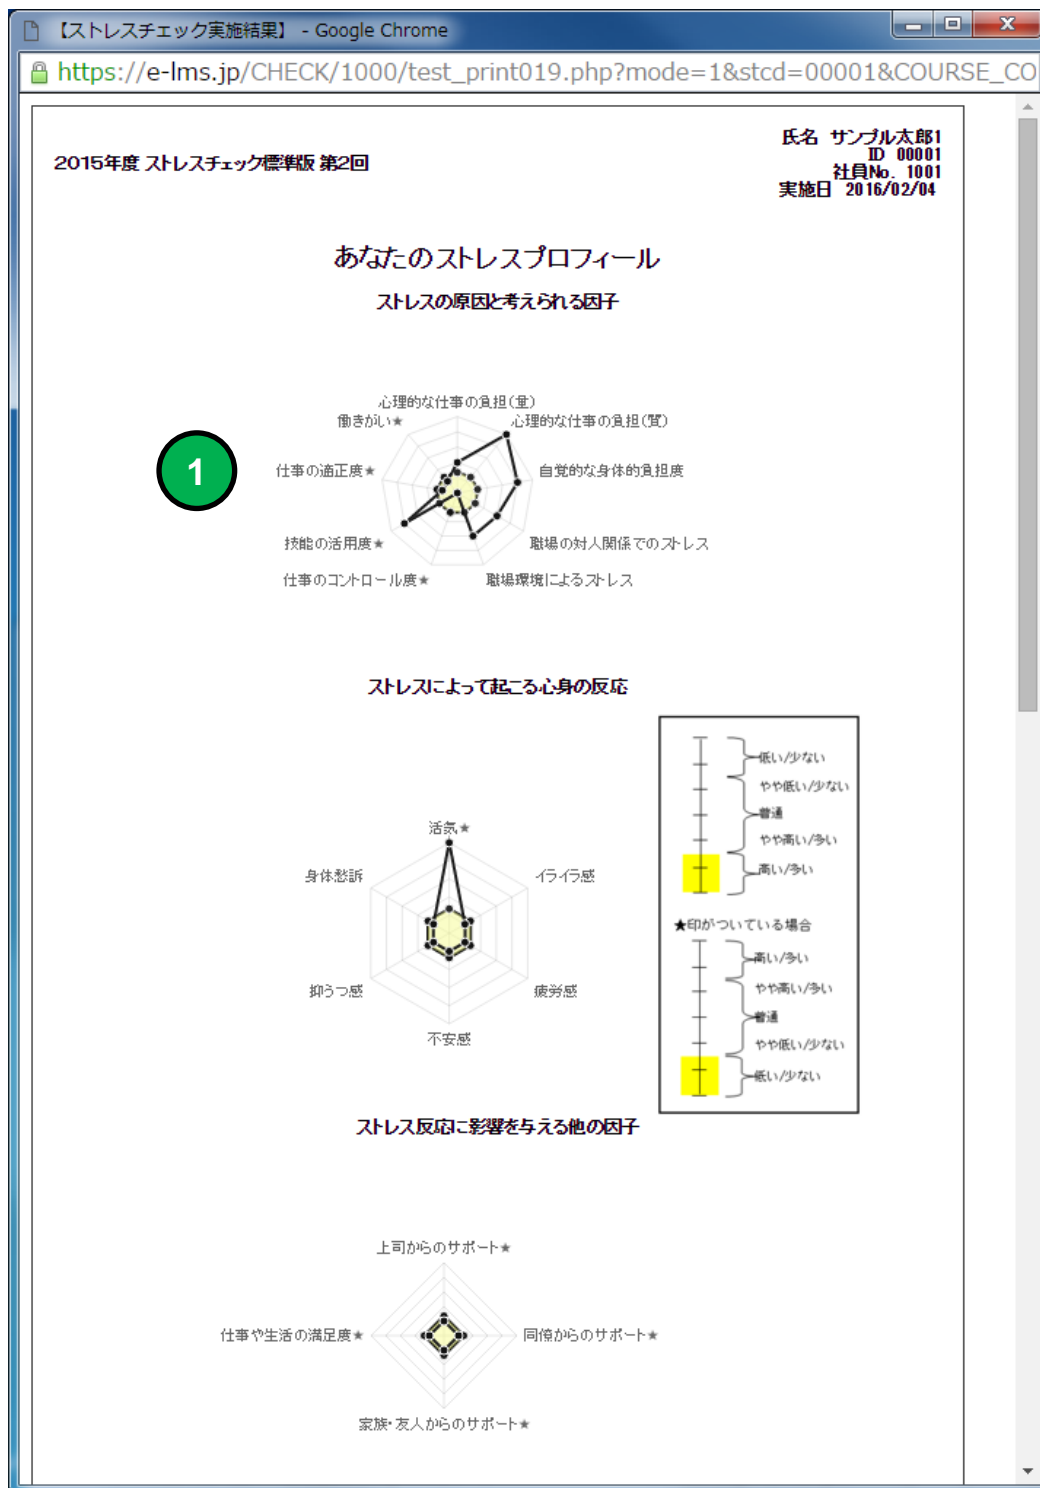 【ストレスチェック実施結果】 - Google Chrome
https://e-lms.jp/CHECK/1000/test_print019.php?mode=1&stcd=00001&COURSE_CO
氏名 サンプル太郎1
ID 00001
社員No. 1001
実施日 2016/02/04
2015年度 ストレスチェック標準版 第2回
あなたのストレスプロフィール
ストレスの原因と考えられる因子
心理的な仕事の負担(量)
心理的な仕事の負担(質)
自覚的な身体的負担度
職場の対人関係でのストレス
職場環境によるストレス
仕事のコントロール度★
技能の活用度★
仕事の適正度★
働きがい★
1
ストレスによって起こる心身の反応
活気★
イライラ感
疲労感
不安感
抑うつ感
身体愁訴
低い/少ない
やや低い/少ない
普通
やや高い/多い
高い/多い
★印がついている場合
高い/多い
やや高い/多い
普通
やや低い/少ない
低い/少ない
ストレス反応に影響を与える他の因子
上司からのサポート★
同僚からのサポート★
家族・友人からのサポート★
仕事や生活の満足度★